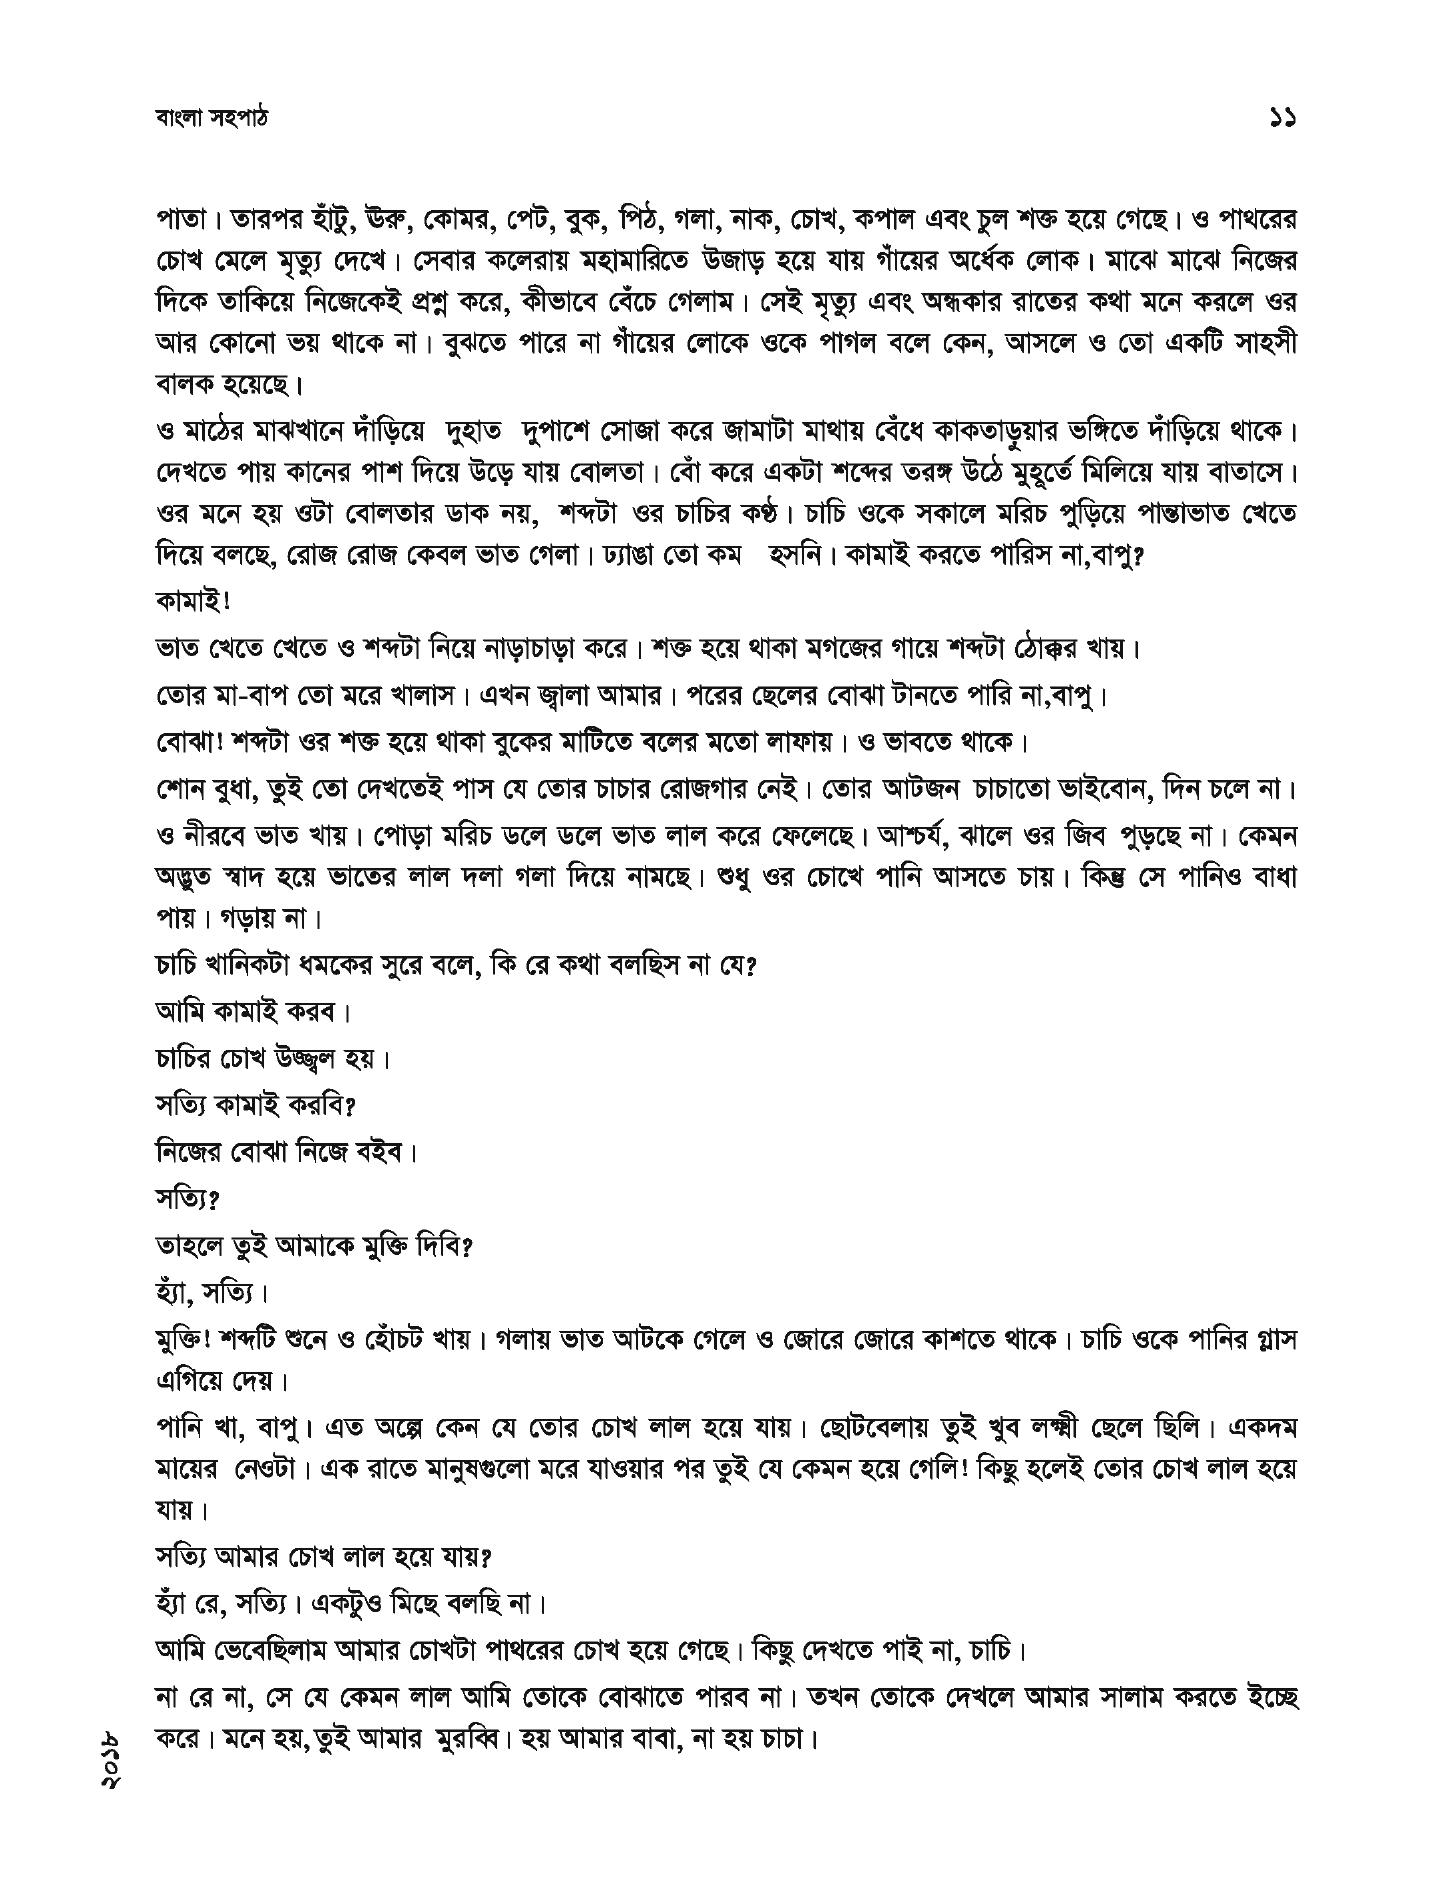 বাংলা সহপাঠ ১১
পাতা। তারপর হাঁটু, ঊরু, কোমর, পেট, বুক, পিঠ, গলা, নাক, চোখ, কপাল এবং চুল শক্ত হয়ে গেছে। ও পাথরের
চোখ মেলে মৃত্যু দেখে। সেবার কলেরায় মহামারিতে উজাড় হয়ে যায় গাঁয়ের অর্ধেক লোক। মাঝে মাঝে নিজের
দিকে তাকিয়ে নিজেকেই প্রশ্ন করে, কীভাবে বেঁচে গেলাম। সেই মৃত্যু এবং অন্ধকার রাতের কথা মনে করলে ওর
আর কোনো ভয় থাকে না। বুঝতে পারে না গাঁয়ের লোকে ওকে পাগল বলে কেন, আসলে ও তো একটি সাহসী
বালক হয়েছে।
ও মাঠের মাঝখানে দাঁড়িয়ে দুহাত দুপাশে সোজা করে জামাটা মাথায় বেঁধে কাকতাড়ুয়ার ভঙ্গিতে দাঁড়িয়ে থাকে।
দেখতে পায় কানের পাশ দিয়ে উড়ে যায় বোলতা। বোঁ করে একটা শব্দের তরঙ্গ উঠে মুহূর্তে মিলিয়ে যায় বাতাসে।
ওর মনে হয় ওটা বোলতার ডাক নয়, শব্দটা ওর চাচির কণ্ঠ। চাচি ওকে সকালে মরিচ পুড়িয়ে পান্তাভাত খেতে
দিয়ে বলছে, রোজ রোজ কেবল ভাত গেলা। ঢ্যাঙা তো কম হসনি। কামাই করতে পারিস না,বাপু?
কামাই!
ভাত খেতে খেতে ও শব্দটা নিয়ে নাড়াচাড়া করে। শক্ত হয়ে থাকা মগজের গায়ে শব্দটা ঠোক্কর খায়।
তোর মা-বাপ তো মরে খালাস। এখন জ্বালা আমার। পরের ছেলের বোঝা টানতে পারি না,বাপু।
বোঝা! শব্দটা ওর শক্ত হয়ে থাকা বুকের মাটিতে বলের মতো লাফায়। ও ভাবতে থাকে।
শোন বুধা, তুই তো দেখতেই পাস যে তোর চাচার রোজগার নেই। তোর আটজন চাচাতো ভাইবোন, দিন চলে না।
ও নীরবে ভাত খায়। পোড়া মরিচ ডলে ডলে ভাত লাল করে ফেলেছে। আশ্চর্য, ঝালে ওর জিব পুড়ছে না। কেমন
অদ্ভুত স্বাদ হয়ে ভাতের লাল দলা গলা দিয়ে নামছে। শুধু ওর চোখে পানি আসতে চায়। কিন্তু সে পানিও বাধা
পায়। গড়ায় না।
চাচি খানিকটা ধমকের সুরে বলে, কি রে কথা বলছিস না যে?
আমি কামাই করব।
চাচির চোখ উজ্জ্বল হয়।
সত্যি কামাই করবি?
নিজের বোঝা নিজে বইব।
সত্যি?
তাহলে তুই আমাকে মুক্তি দিবি?
হ্যাঁ, সত্যি।
মুক্তি! শব্দটি শুনে ও হোঁচট খায়। গলায় ভাত আটকে গেলে ও জোরে জোরে কাশতে থাকে। চাচি ওকে পানির গ্লাস
এগিয়ে দেয়।
পানি খা, বাপু। এত অল্পে কেন যে তোর চোখ লাল হয়ে যায়। ছোটবেলায় তুই খুব লক্ষ্মী ছেলে ছিলি। একদম
মায়ের নেওটা। এক রাতে মানুষগুলো মরে যাওয়ার পর তুই যে কেমন হয়ে গেলি! কিছু হলেই তোর চোখ লাল হয়ে
যায়।
সত্যি আমার চোখ লাল হয়ে যায়?
হ্যাঁ রে, সত্যি। একটুও মিছে বলছি না।
আমি ভেবেছিলাম আমার চোখটা পাথরের চোখ হয়ে গেছে। কিছু দেখতে পাই না, চাচি।
না রে না, সে যে কেমন লাল আমি তোকে বোঝাতে পারব না। তখন তোকে দেখলে আমার সালাম করতে ইচ্ছে
করে। মনে হয়,তুই আমার মুরব্বি। হয় আমার বাবা, না হয় চাচা।
২০১৮